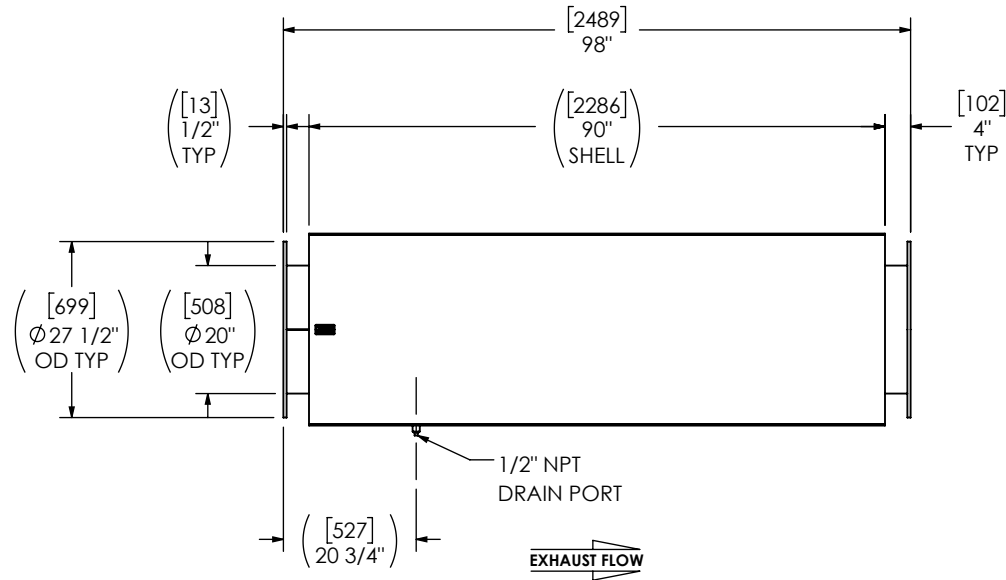 [2489]
98"
[13]
1/2"
TYP
[2286]
90"
SHELL
[102]
4"
TYP
[699]
Ø 27 1/2"
OD TYP
[508]
Ø 20"
OD TYP
1/2" NPT
DRAIN PORT
[527]
20 3/4"
EXHAUST FLOW